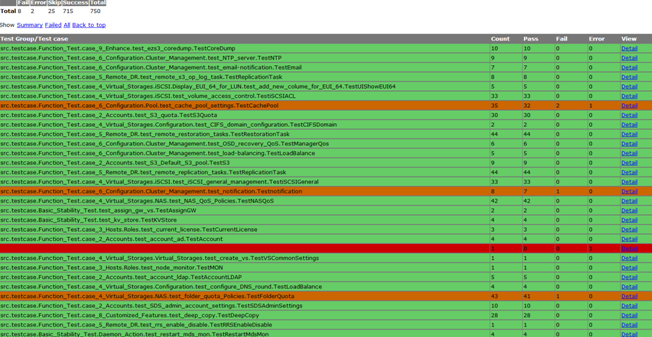 Fail Error Skip Success Total
Total 8 2 25 715 750
Show Summary Failed All Back to top
Test Group/Test case Count Pass Fail Error View
src.testcase.Function_Test.case_9_Enhance.test_ezs3_coredump.TestCoreDump 10 10 0 0 Detail
src.testcase.Function_Test.case_6_Configuration.Cluster_Management.test_NTP_server.TestNTP 9 9 0 0 Detail
src.testcase.Function_Test.case_6_Configuration.Cluster_Management.test_email-notification.TestEmail 7 7 0 0 Detail
src.testcase.Function_Test.case_5_Remote_DR.test_remote_s3_op_log_task.TestReplicationTask 8 8 0 0 Detail
src.testcase.Function_Test.case_4_Virtual_Storages.iSCSI.Display_EUI_64_for_LUN.test_add_new_colume_for_EUI_64.TestUIShowEUI64 5 5 0 0 Detail
src.testcase.Function_Test.case_4_Virtual_Storages.iSCSI.test_volume_access_control.TestiSCSIACL 33 33 0 0 Detail
src.testcase.Function_Test.case_6_Configuration.Pool.test_cache_pool_settings.TestCachePool 35 32 2 1 Detail
src.testcase.Function_Test.case_2_Accounts.test_S3_quota.TestS3Quota 30 30 0 0 Detail
src.testcase.Function_Test.case_4_Virtual_Storages.Configuration.test_CIFS_domain_configuration.TestCIFSDomain 2 2 0 0 Detail
src.testcase.Function_Test.case_5_Remote_DR.test_remote_restoration_tasks.TestRestorationTask 44 44 0 0 Detail
src.testcase.Function_Test.case_6_Configuration.Cluster_Management.test_OSD_recovery_QoS.TestManagerQos 6 6 0 0 Detail
src.testcase.Function_Test.case_6_Configuration.Cluster_Management.test_load-balancing.TestLoadBalance 5 5 0 0 Detail
src.testcase.Function_Test.case_2_Accounts.test_S3_Default_S3_pool.TestS3 9 9 0 0 Detail
src.testcase.Function_Test.case_5_Remote_DR.test_remote_replication_tasks.TestReplicationTask 44 44 0 0 Detail
src.testcase.Function_Test.case_4_Virtual_Storages.iSCSI.test_iSCSI_general_management.TestiSCSIGeneral 33 33 0 0 Detail
src.testcase.Function_Test.case_6_Configuration.Cluster_Management.test_notification.Testnotification 8 7 1 0 Detail
src.testcase.Function_Test.case_4_Virtual_Storages.NAS.test_NAS_QoS_Policies.TestNASQoS 42 42 0 0 Detail
src.testcase.Basic_Stability_Test.test_assign_gw_vs.TestAssignGW 2 2 0 0 Detail
src.testcase.Basic_Stability_Test.test_kv_store.TestKVStore 4 4 0 0 Detail
src.testcase.Function_Test.case_3_Hosts.Roles.test_current_license.TestCurrentLicense 3 3 0 0 Detail
src.testcase.Function_Test.case_2_Accounts.test_account_ad.TestAccount 4 4 0 0 Detail
1 0 0 1 Detail
src.testcase.Function_Test.case_4_Virtual_Storages.Virtual_Storages.test_create_vs.TestVSCommonSettings 1 1 0 0 Detail
src.testcase.Function_Test.case_3_Hosts.Roles.test_node_monitor.TestMON 1 1 0 0 Detail
src.testcase.Function_Test.case_2_Accounts.test_account_ldap.TestAccountLDAP 5 5 0 0 Detail
src.testcase.Function_Test.case_4_Virtual_Storages.Configuration.test_configure_DNS_round.TestLoadBalance 4 4 0 0 Detail
src.testcase.Function_Test.case_4_Virtual_Storages.NAS.test_folder_quota_Policies.TestFolderQuota 43 41 1 0 Detail
src.testcase.Function_Test.case_2_Accounts.test_SDS_admin_account_settings.TestSDSAdminSettings 10 10 0 0 Detail
src.testcase.Function_Test.case_8_Customized_Features.test_deep_copy.TestDeepCopy 28 28 0 0 Detail
src.testcase.Function_Test.case_5_Remote_DR.test_rrs_enable_disable.TestRRSEnableDisable 1 1 0 0 Detail
src.testcase.Basic_Stability_Test.Daemon_Action.test_restart_mds_mon.TestRestartMdsMon 4 4 0 0 Detail